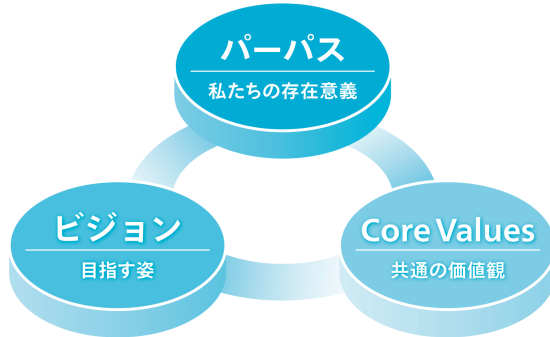 パーパス
私たちの存在意義
ビジョン
目指す姿
Core Values
共通の価値観